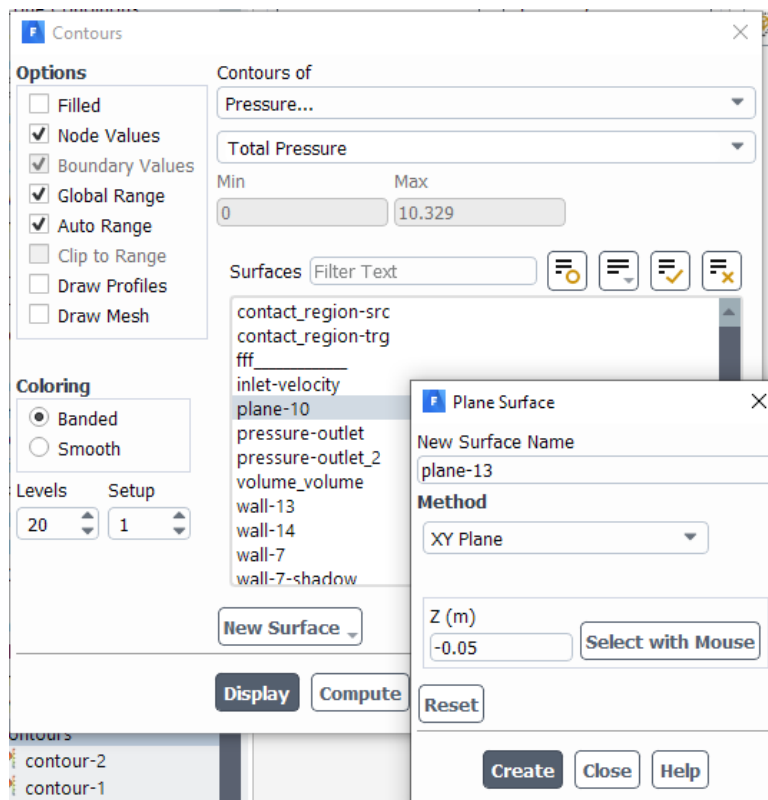 Contours
Options
Filled
Node Values
Boundary Values
Global Range
Auto Range
Clip to Range
Draw Profiles
Draw Mesh
Coloring
Banded
Smooth
Levels Setup
20 1
Contours of
Pressure...
Total Pressure
Min Max
0 10.329
Surfaces Filter Text
contact_region-src
contact_region-trg
fff___________
inlet-velocity
plane-10
pressure-outlet
pressure-outlet_2
volume_volume
wall-13
wall-14
wall-7
wall-7-shadow
New Surface
Display Compute
Plane Surface
New Surface Name
plane-13
Method
XY Plane
Z (m)
-0.05 Select with Mouse
Reset
Create Close Help
contour-2
contour-1